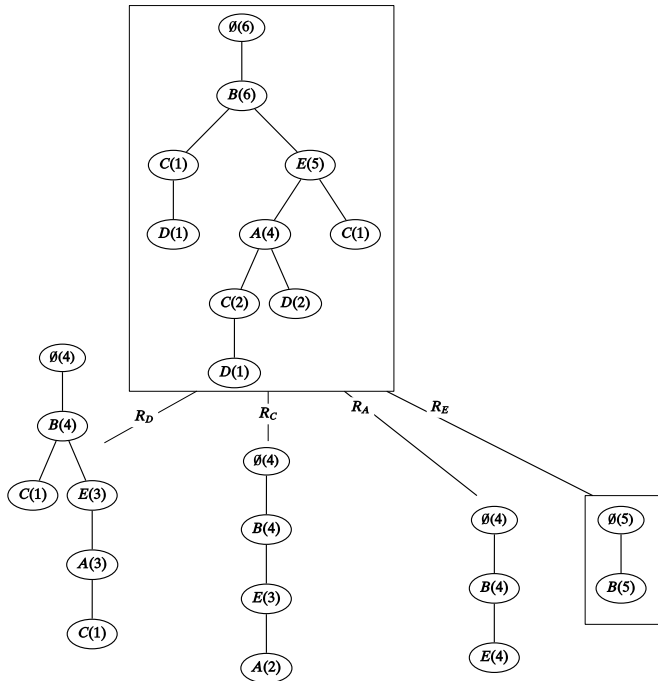 Ø(6)
B(6)
C(1) E(5)
D(1) A(4) C(1)
C(2) D(2)
Ø(4) D(1)
R_D R_C R_A R_E
B(4)
Ø(4)
C(1) E(3) Ø(4) Ø(5)
B(4)
A(3) B(4) B(5)
E(3)
C(1)
E(4)
A(2)